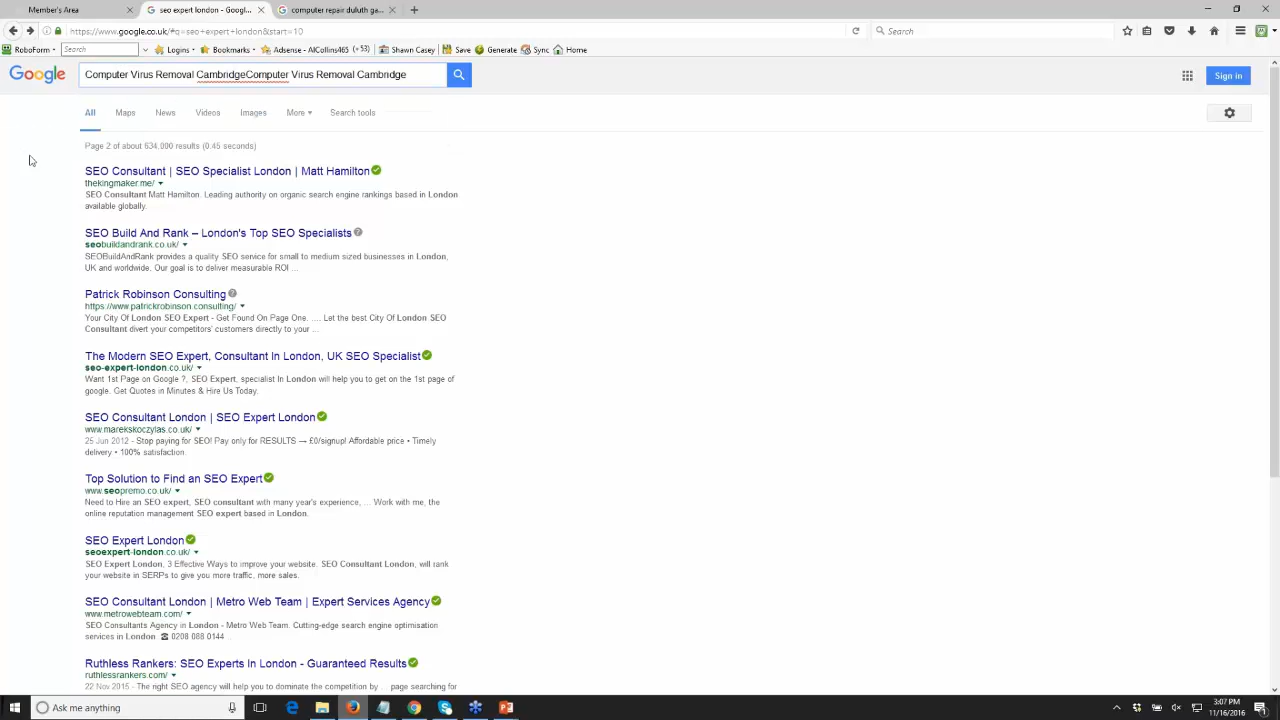 Member's Area
seo expert london - Googl...
computer repair dubuitah...
https://www.google.co.uk/#q=seo+expert+london&start=10
Search
RoboForm
Search
Logins
Bookmarks
Adsense - AlCollins465
(+53)
Shawn Casey
Save
Generate
Sync
Home
Google
Computer Virus Removal CambridgeComputer Virus Removal Cambridge
Sign in
All
Maps
News
Videos
Images
More
Search tools
Page 2 of about 634,000 results (0.45 seconds)
SEO Consultant | SEO Specialist London | Matt Hamilton
thekingmaker.me/
SEO Consultant Matt Hamilton. Leading authority on organic search engine rankings based in London
available globally.
SEO Build And Rank – London's Top SEO Specialists
seobuildandrank.co.uk/
SEOBuildAndRank provides a quality SEO service for small to medium sized businesses in London,
UK and worldwide. Our goal is to deliver measurable ROI ...
Patrick Robinson Consulting
https://www.patrickrobinson.consulting/
Your City Of London SEO Expert - Get Found On Page One. .... Let the best City Of London SEO
Consultant divert your competitors' customers directly to your ...
The Modern SEO Expert, Consultant In London, UK SEO Specialist
seo-expert-london.co.uk/
Want 1st Page on Google ?, SEO Expert, specialist In London will help you to get on the 1st page of
google. Get Quotes in Minutes & Hire Us Today.
SEO Consultant London | SEO Expert London
www.marekskoczylas.co.uk/
25 Jun 2012 - Stop paying for SEO! Pay only for RESULTS → £0/signup! Affordable price • Timely
delivery • 100% satisfaction.
Top Solution to Find an SEO Expert
www.seopremo.co.uk/
Need to Hire an SEO expert, SEO consultant with many year's experience, ... Work with me, the
online reputation management SEO expert based in London.
SEO Expert London
seoexpert-london.co.uk/
SEO Expert London, 3 Effective Ways to improve your website. SEO Consultant London, will rank
your website in SERPs to give you more traffic, more sales.
SEO Consultant London | Metro Web Team | Expert Services Agency
www.metrowebteam.com/
SEO Consultants Agency in London - Metro Web Team. Cutting-edge search engine optimisation
services in London ☎ 0208 088 0144
Ruthless Rankers: SEO Experts in London - Guaranteed Results
ruthlessrankers.com/
22 Nov 2015 - The right SEO agency will help you to dominate the competition by ... page searching for
Ask me anything
3:07 PM
11/16/2016